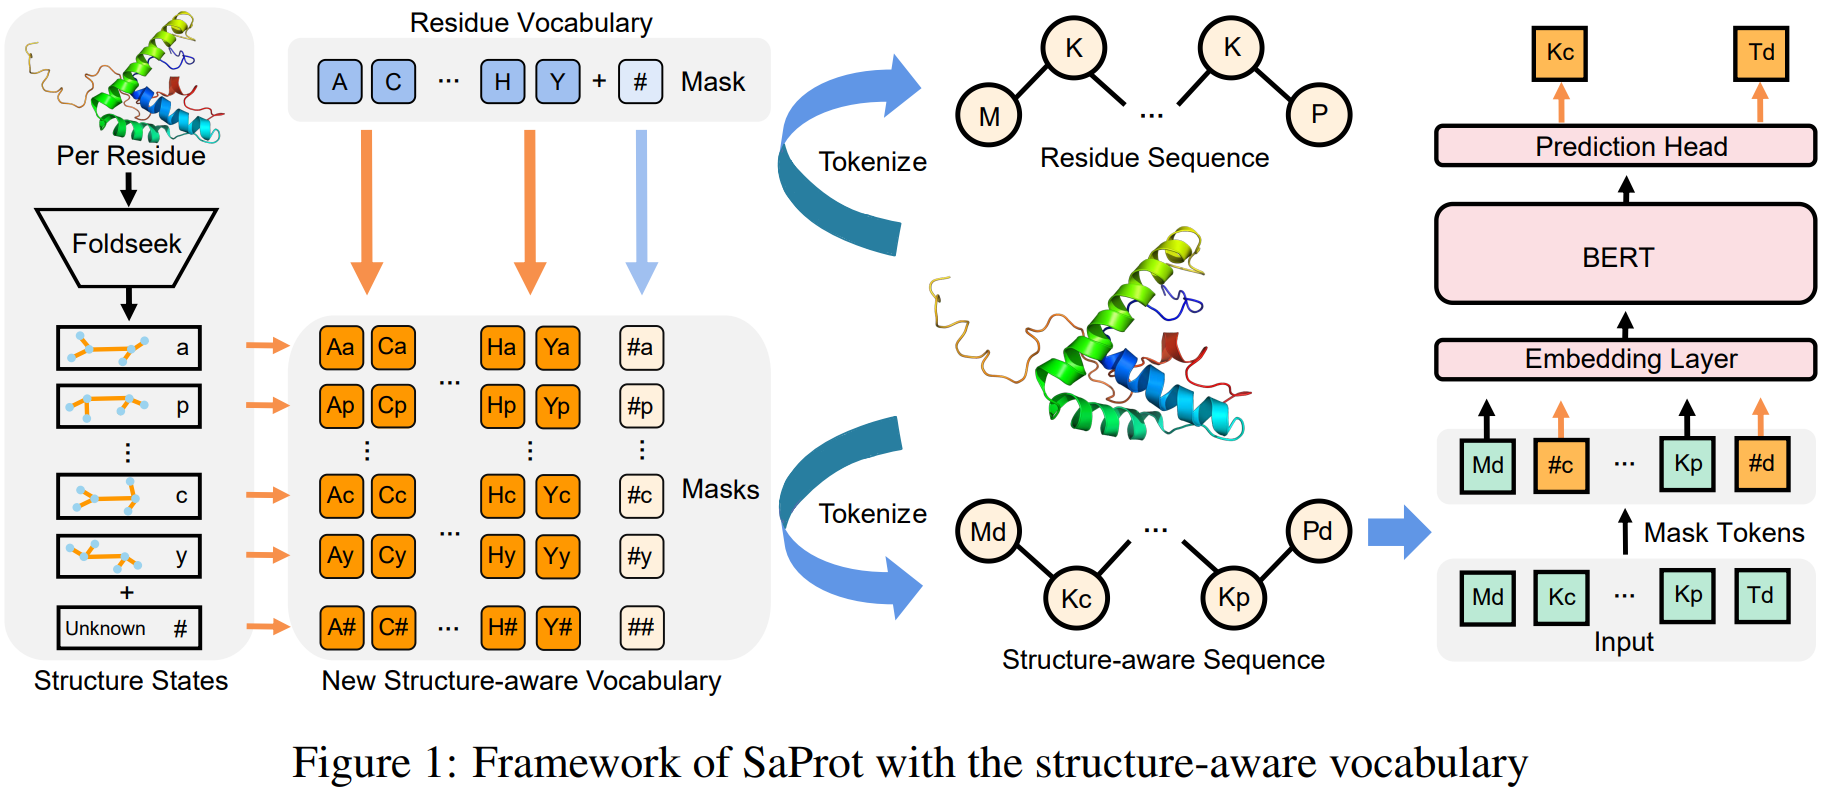 Per Residue
Foldseek
a
p
⋮
c
y
+
Unknown #
Structure States
Residue Vocabulary
A C ... H Y + # Mask
Aa Ca Ha Ya #a
...
Ap Cp Hp Yp #p
⋮ ⋮ ⋮
Ac Cc Hc Yc #c Masks
...
Ay Cy Hy Yy #y
A# C# ... H# Y# ##
New Structure-aware Vocabulary
Tokenize
M K ... K P
Residue Sequence
Tokenize
Md Kc ... Kp Pd
Structure-aware Sequence
Kc Td
Prediction Head
BERT
Embedding Layer
Md #c ... Kp #d
Mask Tokens
Md Kc ... Kp Td
Input
Figure 1: Framework of SaProt with the structure-aware vocabulary